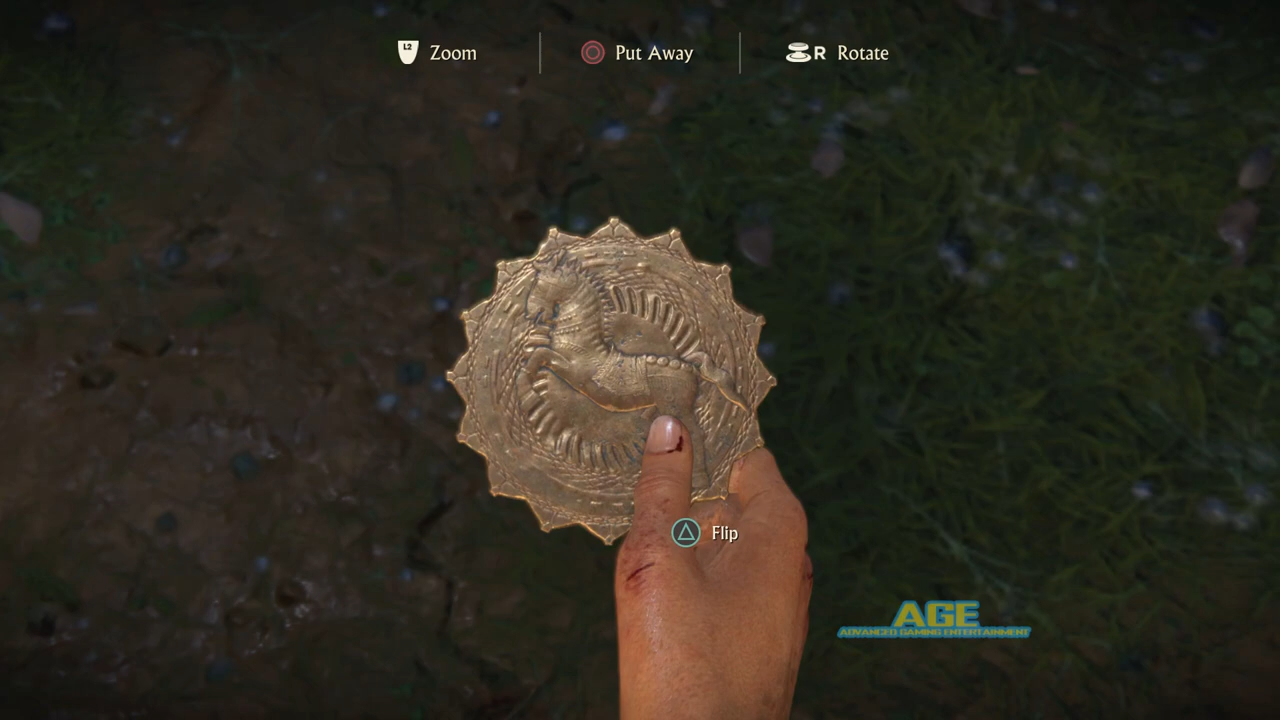 L2 Zoom
Put Away
R Rotate
Flip
AGE
ADVANCED GAMING ENTERTAINMENT